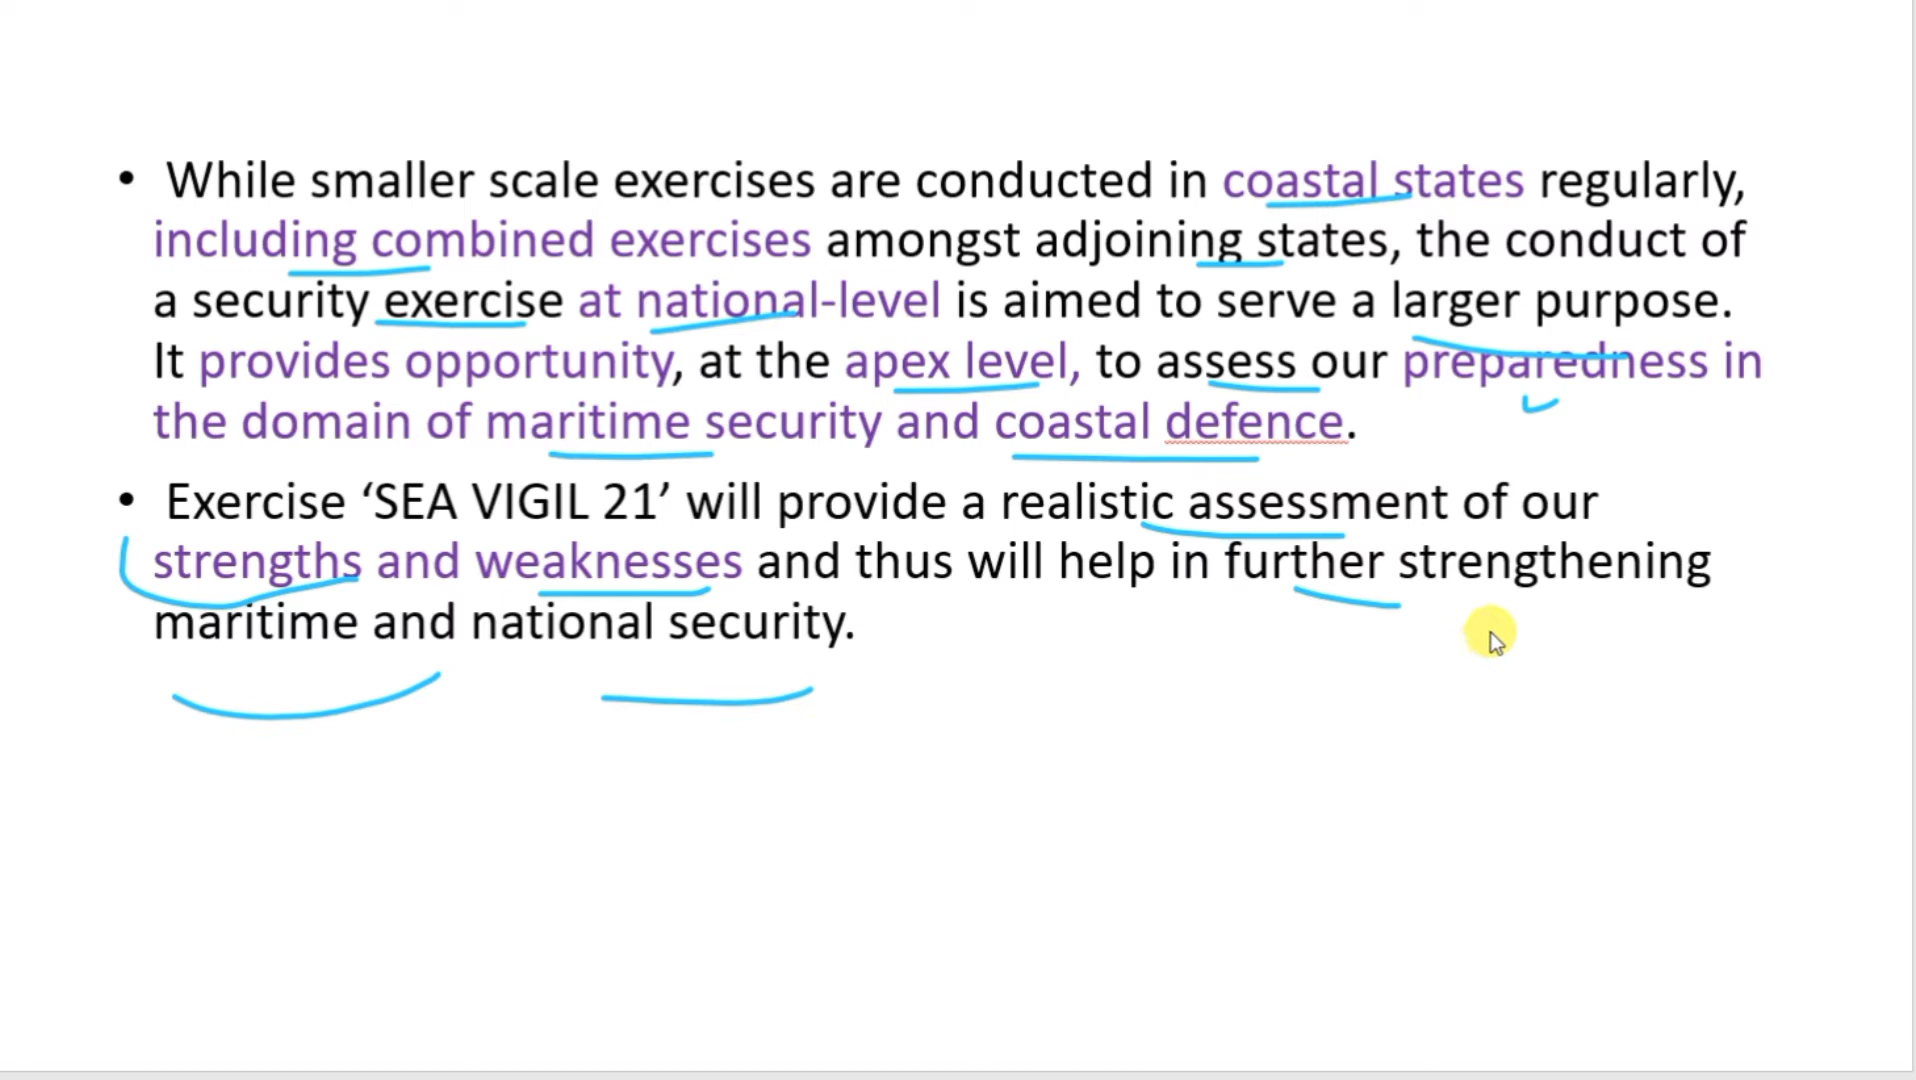 • While smaller scale exercises are conducted in coastal states regularly,
including combined exercises amongst adjoining states, the conduct of
a security exercise at national-level is aimed to serve a larger purpose.
It provides opportunity, at the apex level, to assess our preparedness in
the domain of maritime security and coastal defence.
• Exercise ‘SEA VIGIL 21’ will provide a realistic assessment of our
strengths and weaknesses and thus will help in further strengthening
maritime and national security.